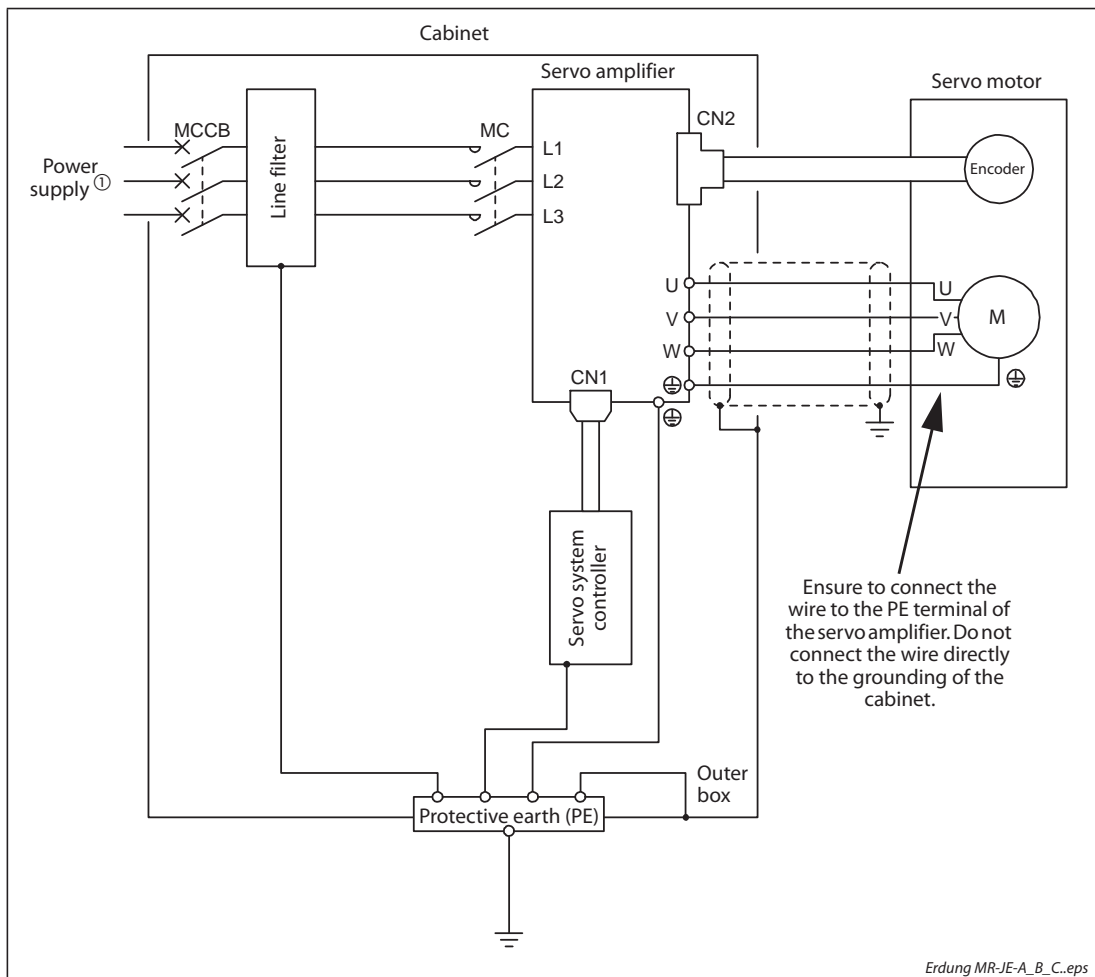 Cabinet
Servo amplifier
Servo motor
MCCB
MC
CN2
Power
supply ①
Line filter
L1
L2
L3
Encoder
U
V
W
U
V
W
M
CN1
Servo system
controller
Ensure to connect the
wire to the PE terminal of
the servo amplifier. Do not
connect the wire directly
to the grounding of the
cabinet.
Outer
box
Protective earth (PE)
Erdung MR-JE-A_B_C..eps